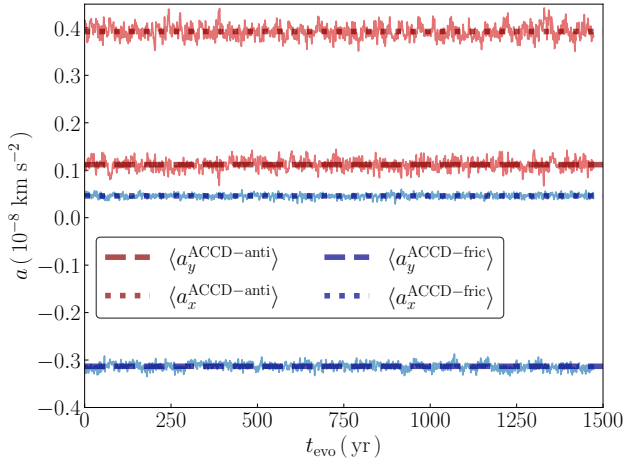 0.4
0.3
0.2
0.1
0.0
−0.1
−0.2
−0.3
−0.4
a ( 10⁻⁸ km s⁻²)
⟨a_y^ACCD−anti⟩ ⟨a_y^ACCD−fric⟩
⟨a_x^ACCD−anti⟩ ⟨a_x^ACCD−fric⟩
0 250 500 750 1000 1250 1500
t_evo ( yr)